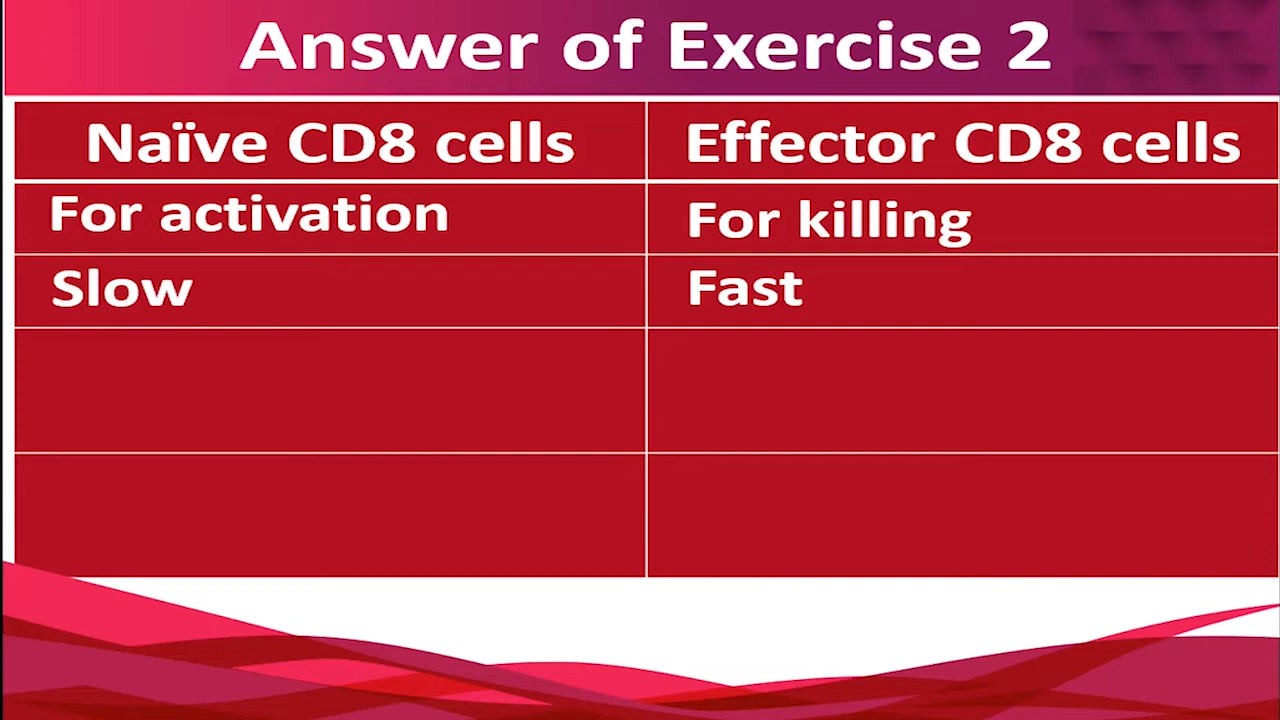 Answer of Exercise 2
Naïve CD8 cells
Effector CD8 cells
For activation
For killing
Slow
Fast